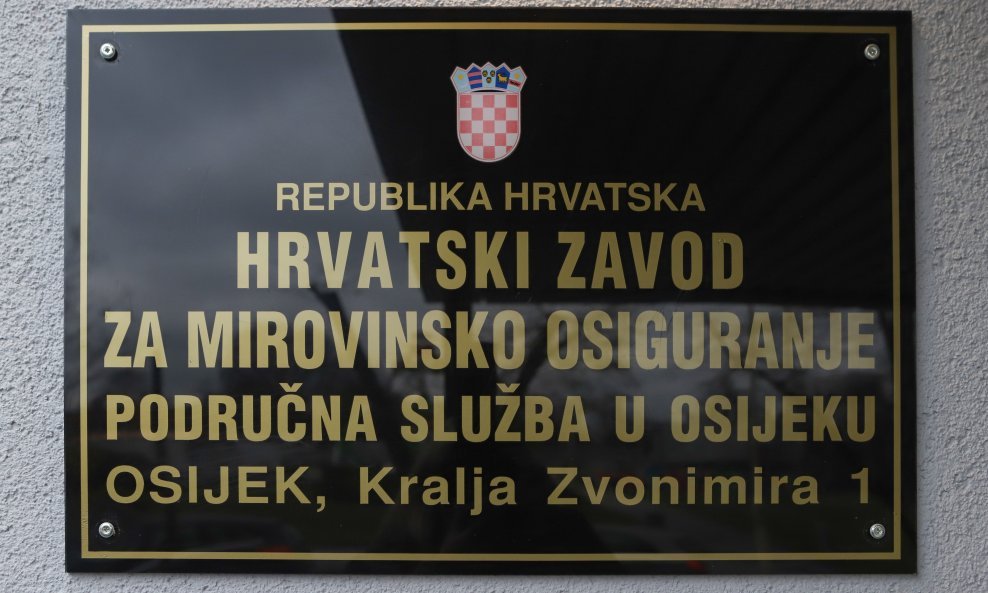 REPUBLIKA HRVATSKA
HRVATSKI ZAVOD
ZA MIROVINSKO OSIGURANJE
PODRUČNA SLUŽBA U OSIJEKU
OSIJEK, Kralja Zvonimira 1